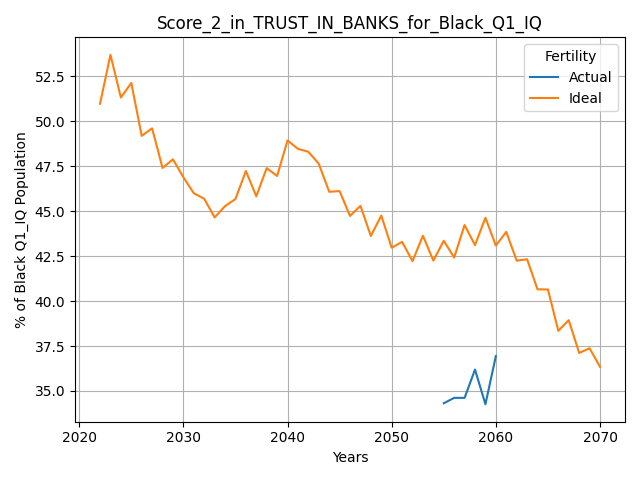 Score_2_in_TRUST_IN_BANKS_for_Black_Q1_IQ
Fertility
Actual
Ideal
% of Black Q1_IQ Population
52.5
50.0
47.5
45.0
42.5
40.0
37.5
35.0
2020
2030
2040
2050
2060
2070
Years